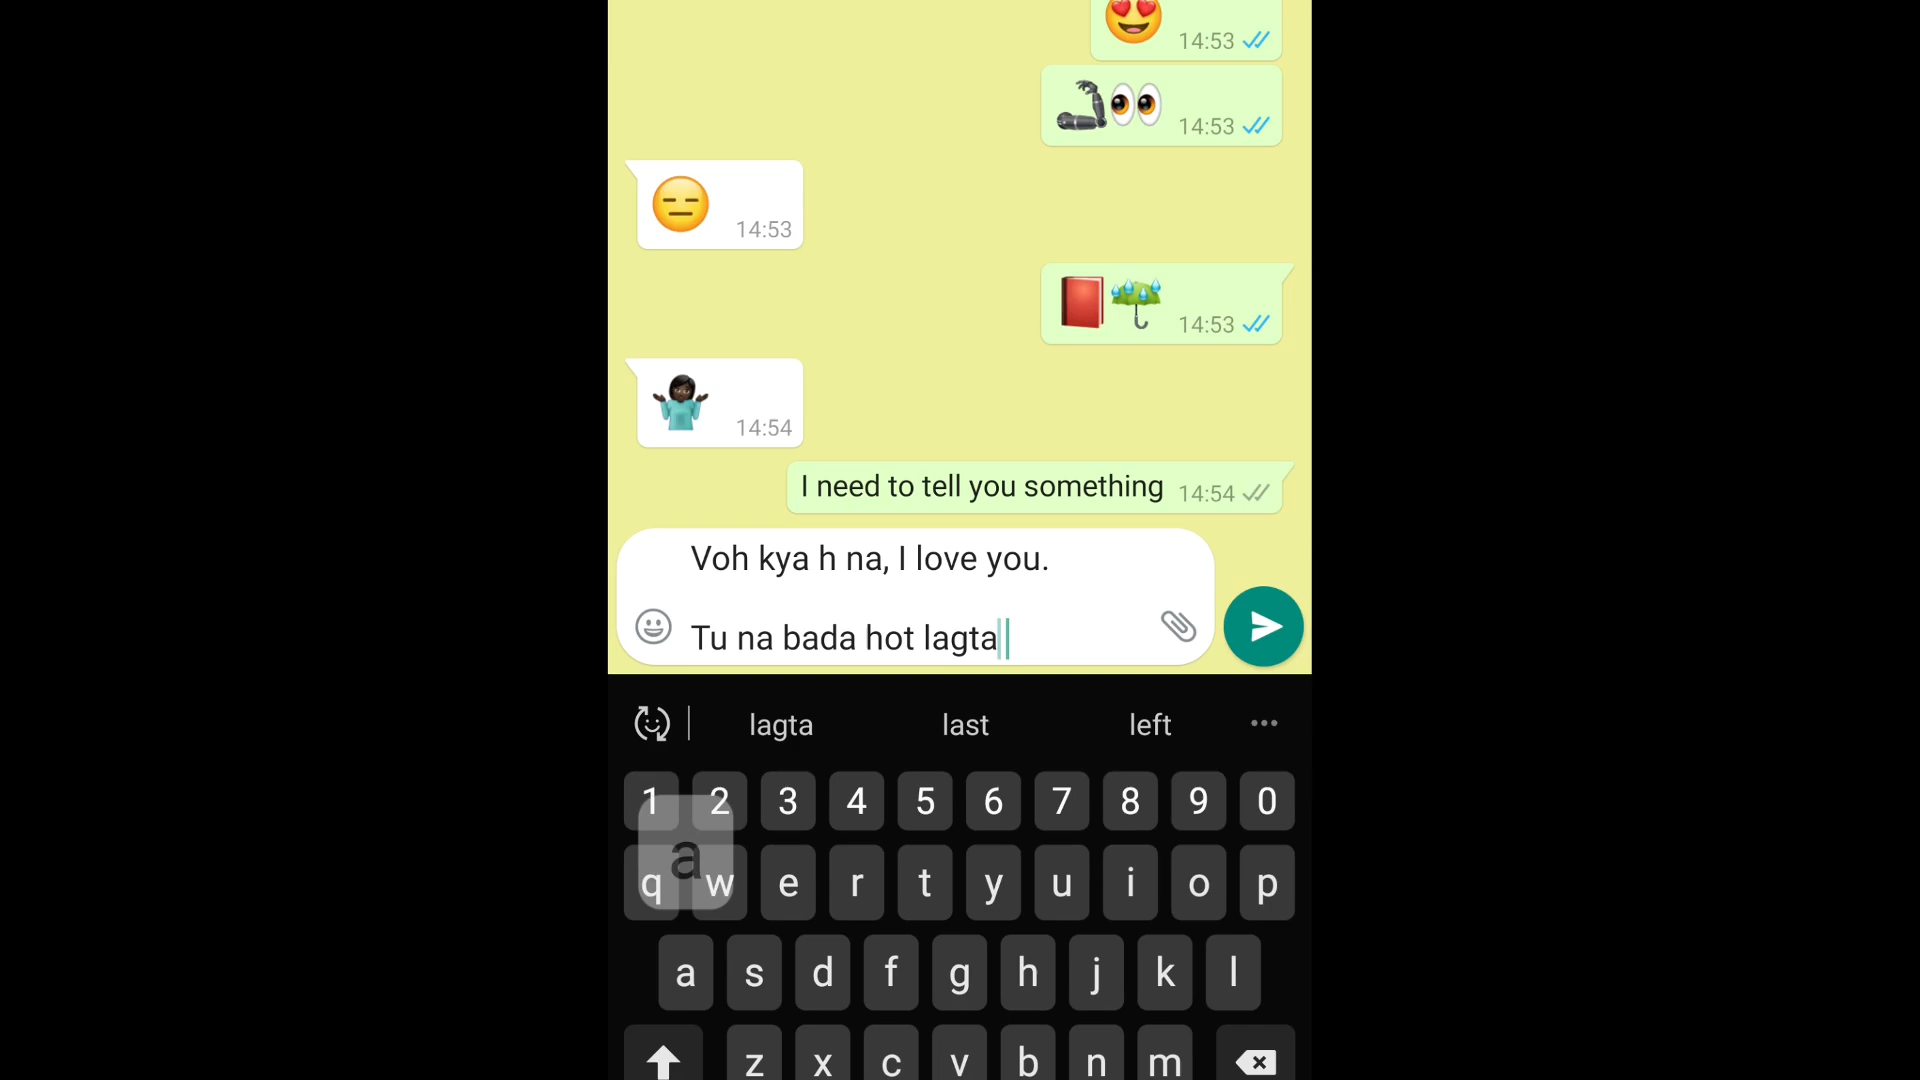 14:53
14:53
14:53
14:53
14:54
I need to tell you something 14:54
Voh kya h na, I love you.
Tu na bada hot lagta
lagta last left
1 2 3 4 5 6 7 8 9 0
a
q w e r t y u i o p
a s d f g h j k l
z x c v b n m